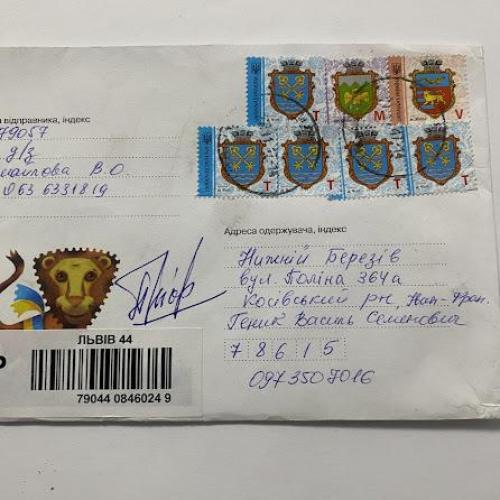 T
M
V
T
T
T
T
а відправника, індекс
79057
д/з
маилова В.О.
063 6331819
Адреса одержувача, індекс
Нижній Березів
вул. Поліна 364а
Косівський рн, Іван-Фран.
Геник Василь Семенович
78615
0973507016
ЛЬВІВ 44
79044 0846024 9